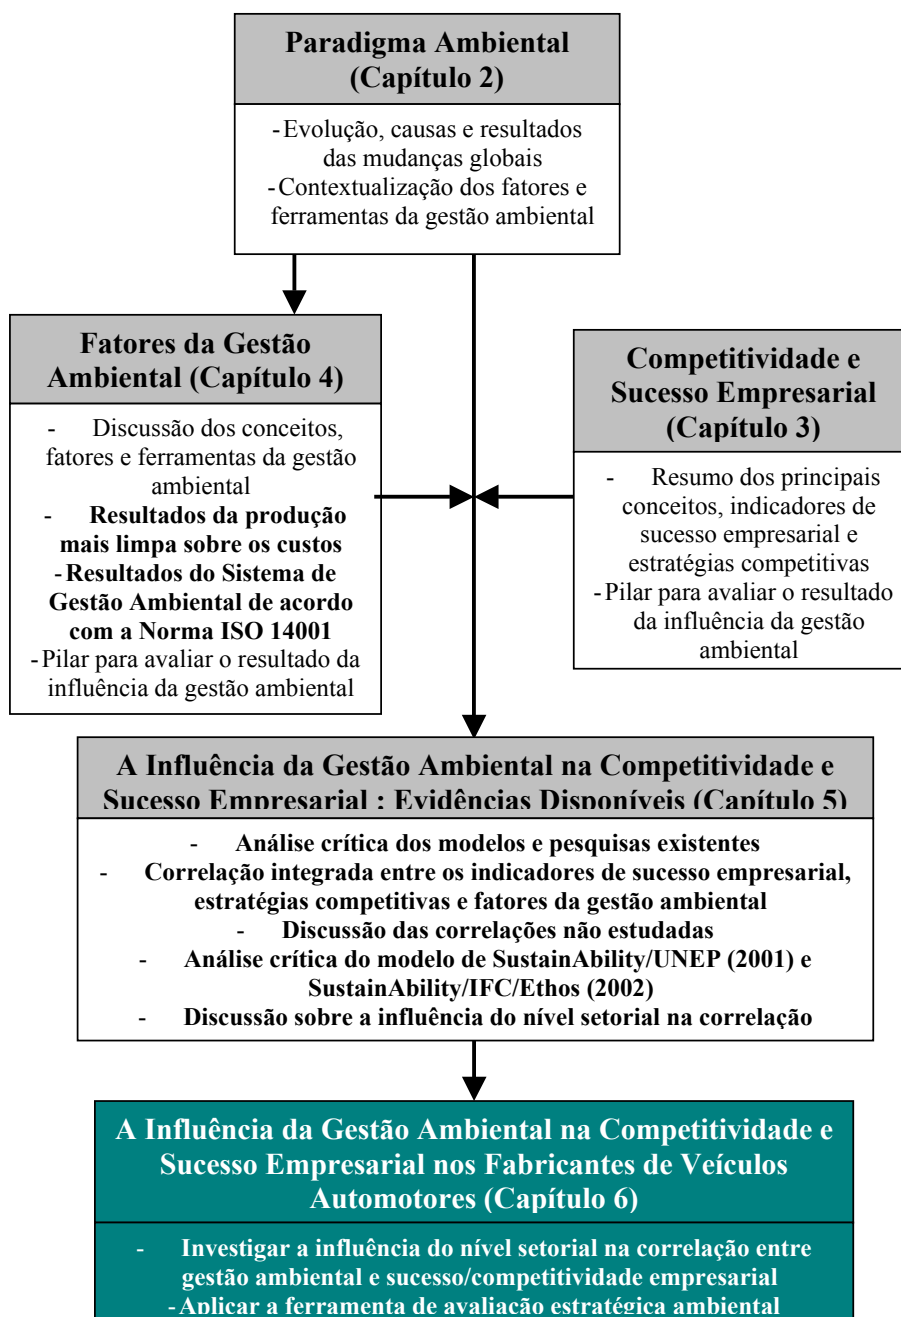 Paradigma Ambiental
(Capítulo 2)
-Evolução, causas e resultados
das mudanças globais
-Contextualização dos fatores e
ferramentas da gestão ambiental
Fatores da Gestão
Ambiental (Capítulo 4)
- Discussão dos conceitos,
fatores e ferramentas da gestão
ambiental
- Resultados da produção
mais limpa sobre os custos
-Resultados do Sistema de
Gestão Ambiental de acordo
com a Norma ISO 14001
-Pilar para avaliar o resultado da
influência da gestão ambiental
Competitividade e
Sucesso Empresarial
(Capítulo 3)
- Resumo dos principais
conceitos, indicadores de
sucesso empresarial e
estratégias competitivas
-Pilar para avaliar o resultado
da influência da gestão
ambiental
A Influência da Gestão Ambiental na Competitividade e
Sucesso Empresarial : Evidências Disponíveis (Capítulo 5)
- Análise crítica dos modelos e pesquisas existentes
- Correlação integrada entre os indicadores de sucesso empresarial,
estratégias competitivas e fatores da gestão ambiental
- Discussão das correlações não estudadas
- Análise crítica do modelo de SustainAbility/UNEP (2001) e
SustainAbility/IFC/Ethos (2002)
- Discussão sobre a influência do nível setorial na correlação
A Influência da Gestão Ambiental na Competitividade e
Sucesso Empresarial nos Fabricantes de Veículos
Automotores (Capítulo 6)
- Investigar a influência do nível setorial na correlação entre
gestão ambiental e sucesso/competitividade empresarial
-Aplicar a ferramenta de avaliação estratégica ambiental